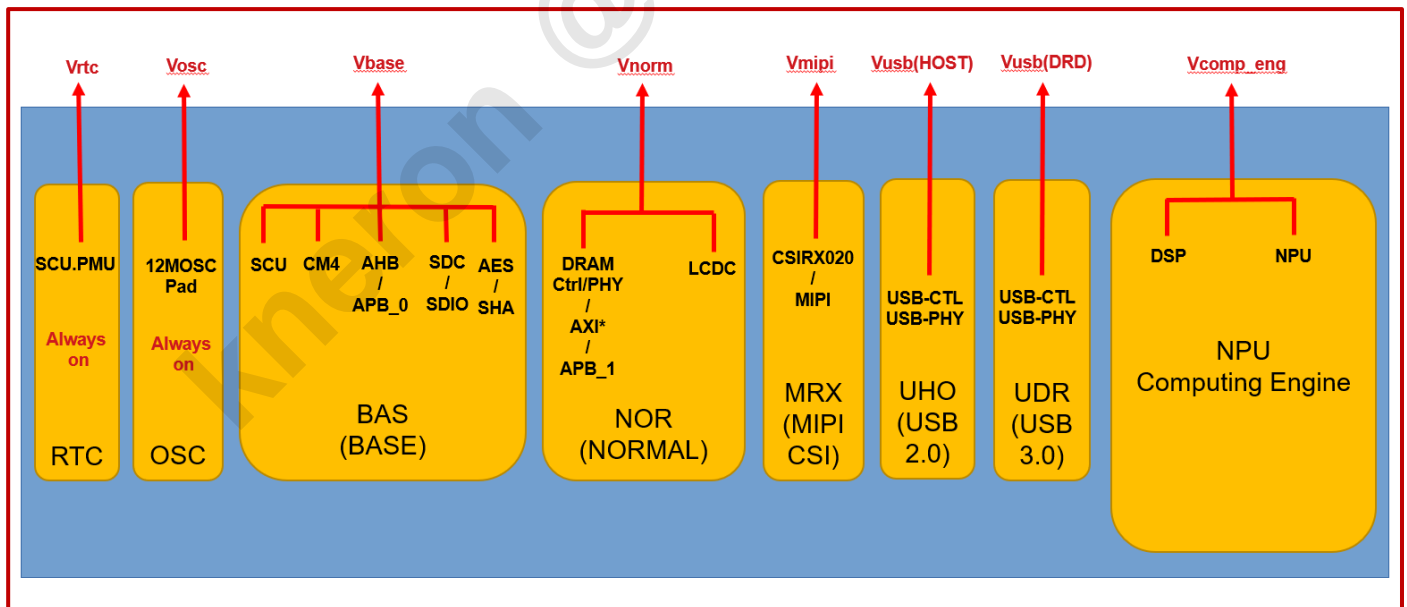 Vrtc
Vosc
Vbase
Vnorm
Vmipi
Vusb(HOST)
Vusb(DRD)
Vcomp_eng
SCU.PMU
Always
on
RTC
12MOSC
Pad
Always
on
OSC
SCU
CM4
AHB
/
APB_0
SDC
/
SDIO
AES
/
SHA
BAS
(BASE)
DRAM
Ctrl/PHY
/
AXI*
/
APB_1
LCDC
NOR
(NORMAL)
CSIRX020
/
MIPI
MRX
(MIPI
CSI)
USB-CTL
USB-PHY
UHO
(USB
2.0)
USB-CTL
USB-PHY
UDR
(USB
3.0)
DSP
NPU
NPU
Computing Engine
kneron @